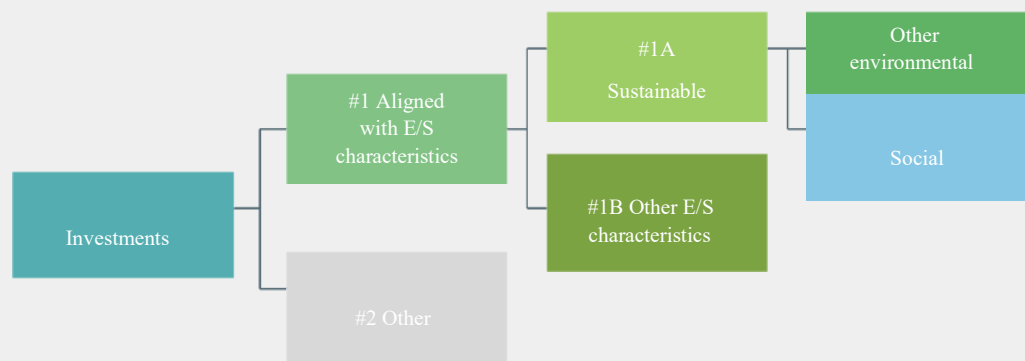 Investments
#1 Aligned
with E/S
characteristics
#2 Other
#1A
Sustainable
#1B Other E/S
characteristics
Other
environmental
Social